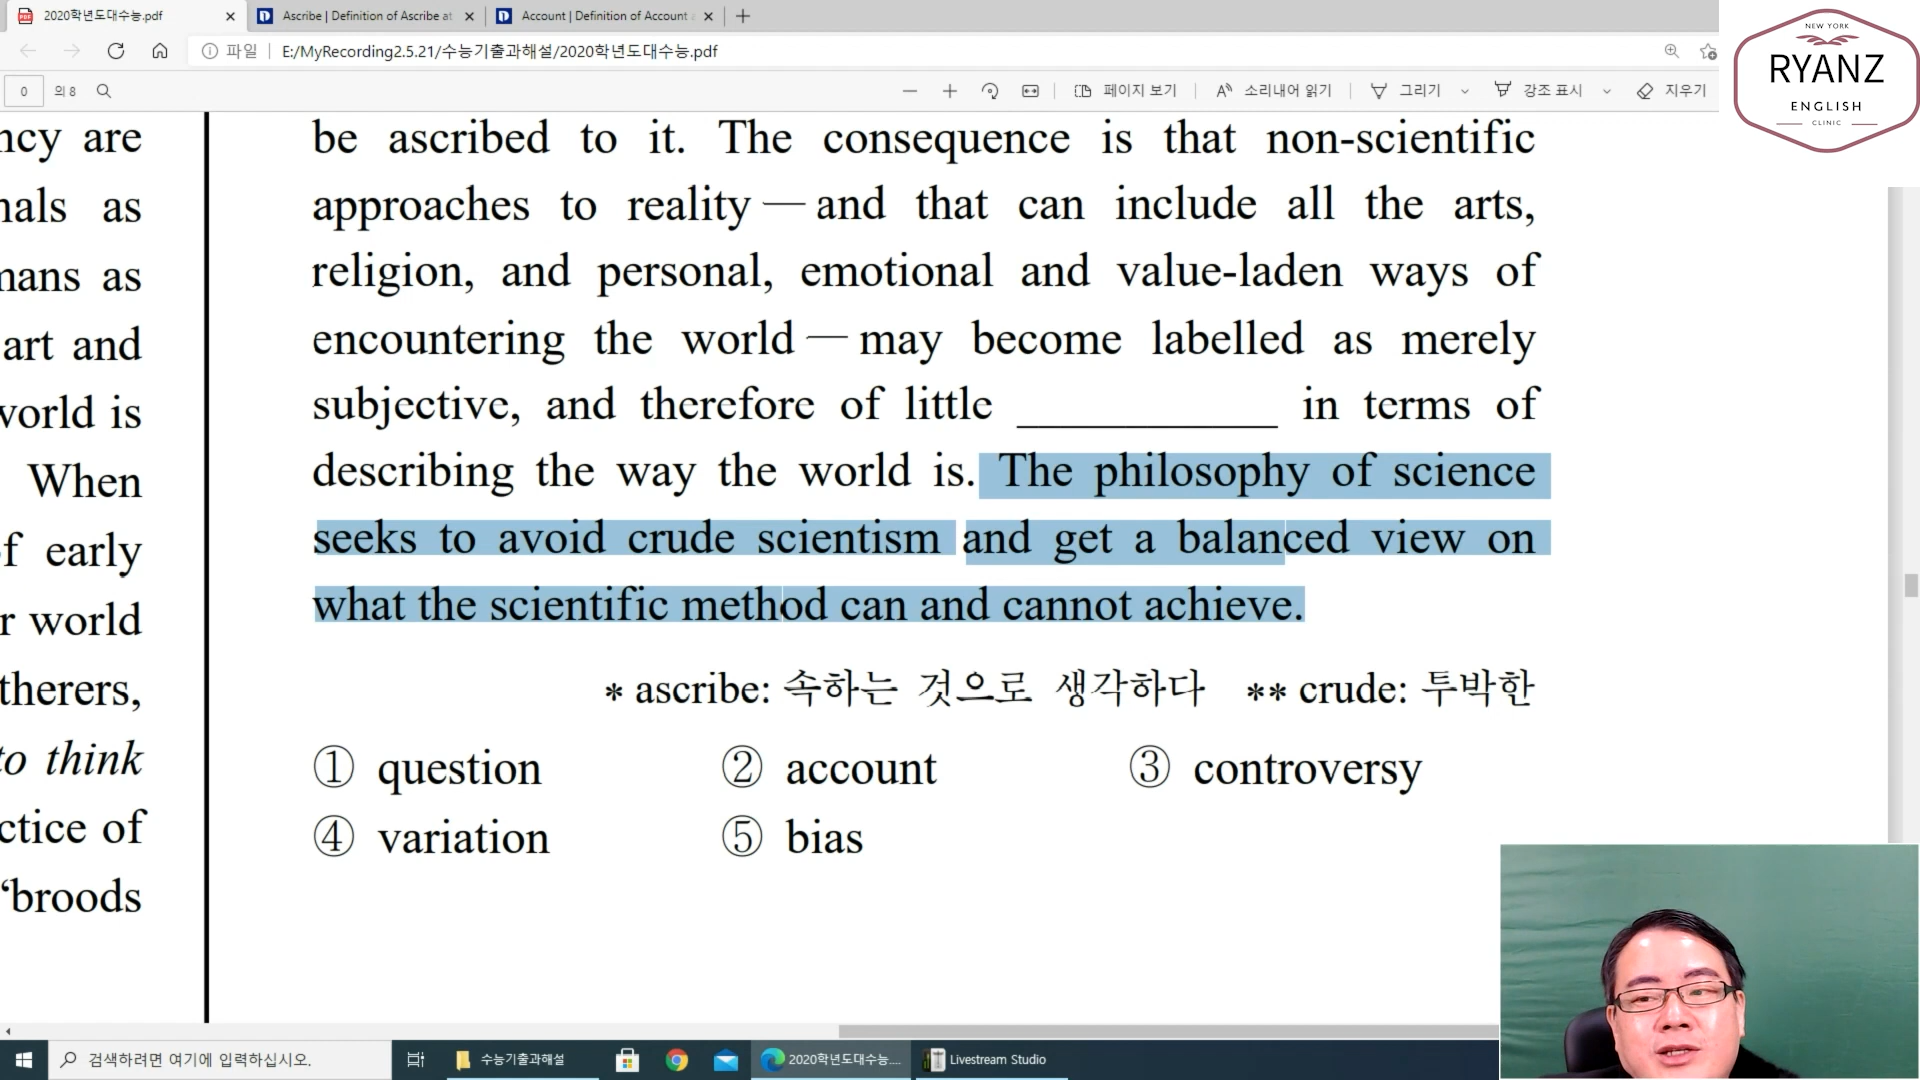 2020학년도대수능.pdf
Ascribe | Definition of Ascribe at
Account | Definition of Account a
파일
E:/MyRecording2.5.21/수능기출과해설/2020학년도대수능.pdf
0 의 8
페이지 보기
소리내어 읽기
그리기
강조 표시
지우기
NEW YORK
RYANZ
ENGLISH
CLINIC
ncy are
nals as
mans as
art and
world is
When
of early
r world
therers,
to think
ctice of
“broods
be ascribed to it. The consequence is that non-scientific
approaches to reality — and that can include all the arts,
religion, and personal, emotional and value-laden ways of
encountering the world — may become labelled as merely
subjective, and therefore of little ___________ in terms of
describing the way the world is. The philosophy of science
seeks to avoid crude scientism and get a balanced view on
what the scientific method can and cannot achieve.
* ascribe: 속하는 것으로 생각하다 ** crude: 투박한
① question ② account ③ controversy
④ variation ⑤ bias
검색하려면 여기에 입력하십시오.
수능기출과해설
2020학년도대수능....
Livestream Studio